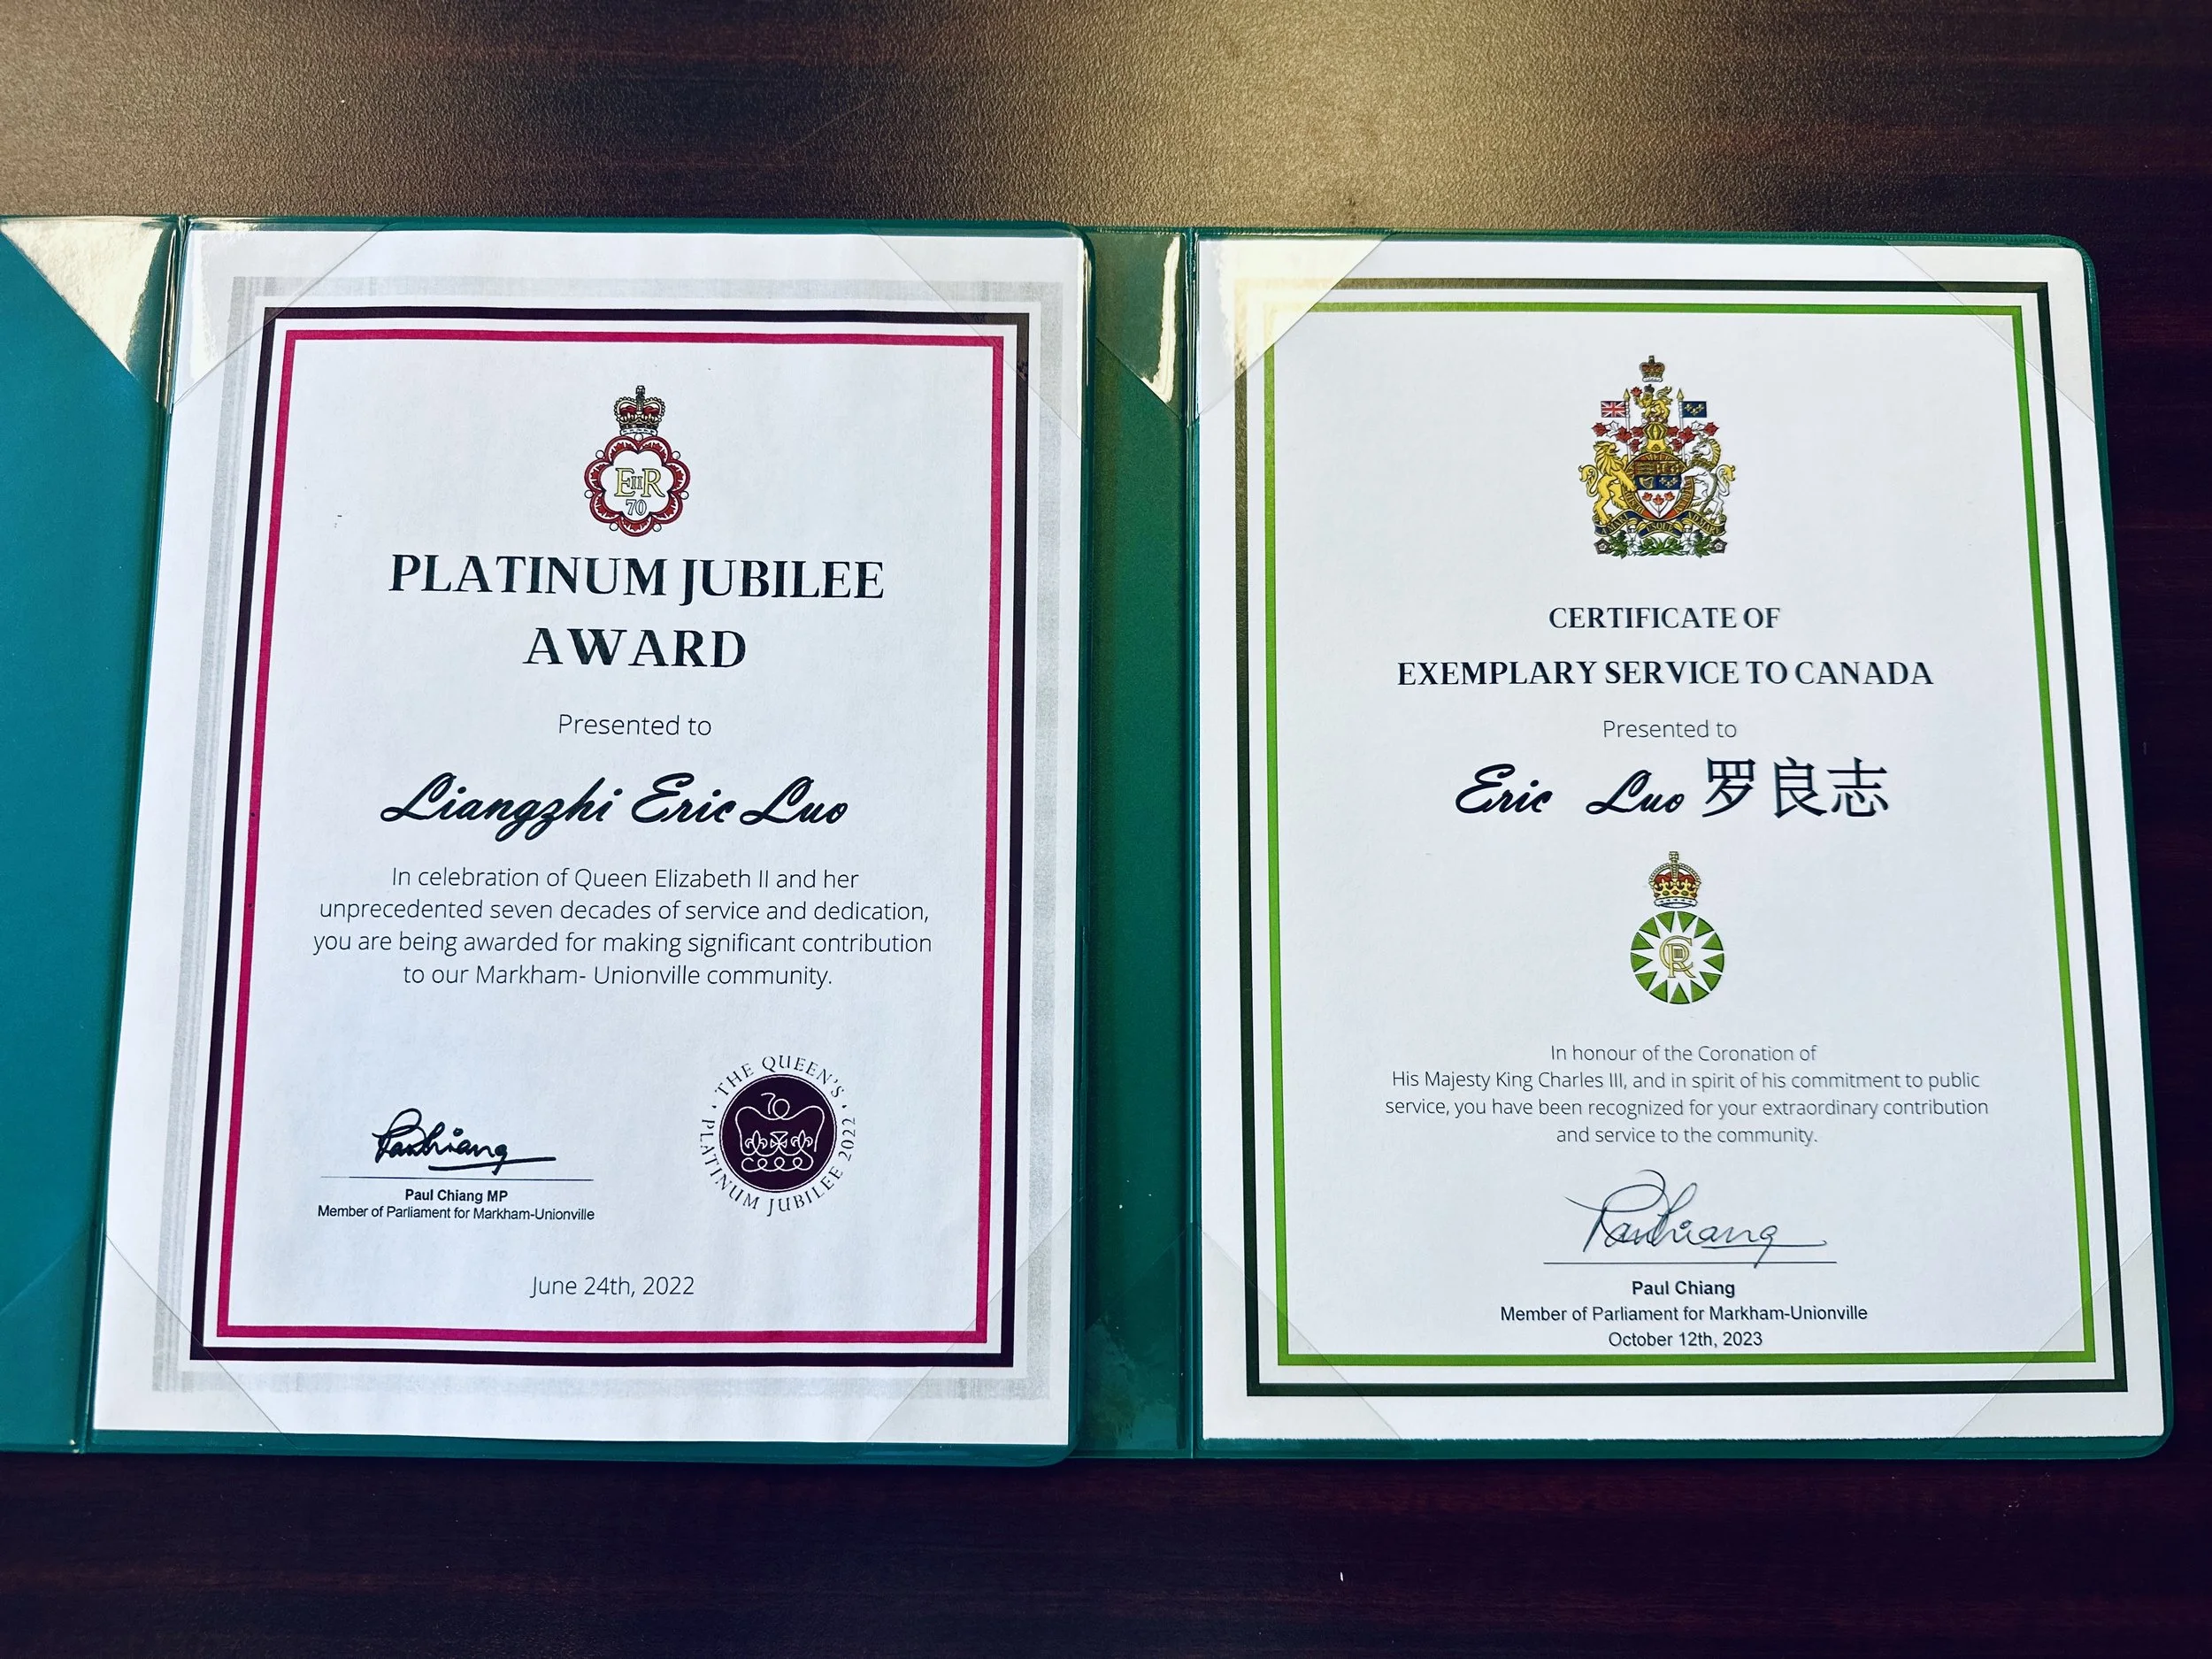 EIIR
70
PLATINUM JUBILEE
AWARD
Presented to
Liangzhi Eric Luo
In celebration of Queen Elizabeth II and her
unprecedented seven decades of service and dedication,
you are being awarded for making significant contribution
to our Markham- Unionville community.
Paul Chiang MP
Member of Parliament for Markham-Unionville
THE QUEEN'S
PLATINUM JUBILEE 2022
70
June 24th, 2022
CERTIFICATE OF
EXEMPLARY SERVICE TO CANADA
Presented to
Eric Luo 罗良志
In honour of the Coronation of
His Majesty King Charles III, and in spirit of his commitment to public
service, you have been recognized for your extraordinary contribution
and service to the community.
Paul Chiang
Member of Parliament for Markham-Unionville
October 12th, 2023